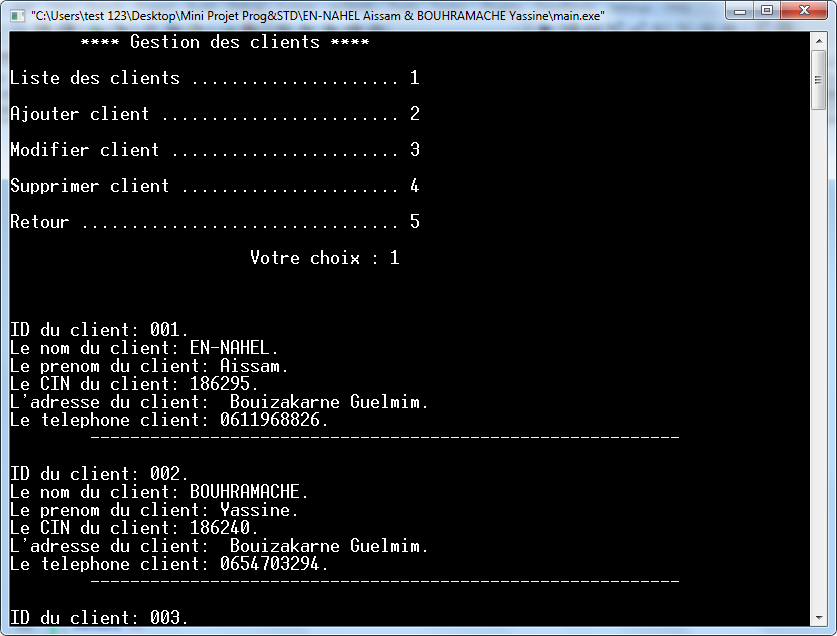 "C:\Users\test 123\Desktop\Mini Projet Prog&STD\EN-NAHEL Aissam & BOUHRAMACHE Yassine\main.exe"
**** Gestion des clients ****
Liste des clients ..................... 1
Ajouter client ........................ 2
Modifier client ....................... 3
Supprimer client ...................... 4
Retour ................................ 5
Votre choix : 1
ID du client: 001.
Le nom du client: EN-NAHEL.
Le prenom du client: Aissam.
Le CIN du client: 186295.
L'adresse du client:  Bouizakarne Guelmim.
Le telephone client: 0611968826.
-----------------------------------------------------------
ID du client: 002.
Le nom du client: BOUHRAMACHE.
Le prenom du client: Yassine.
Le CIN du client: 186240.
L'adresse du client:  Bouizakarne Guelmim.
Le telephone client: 0654703294.
-----------------------------------------------------------
ID du client: 003.